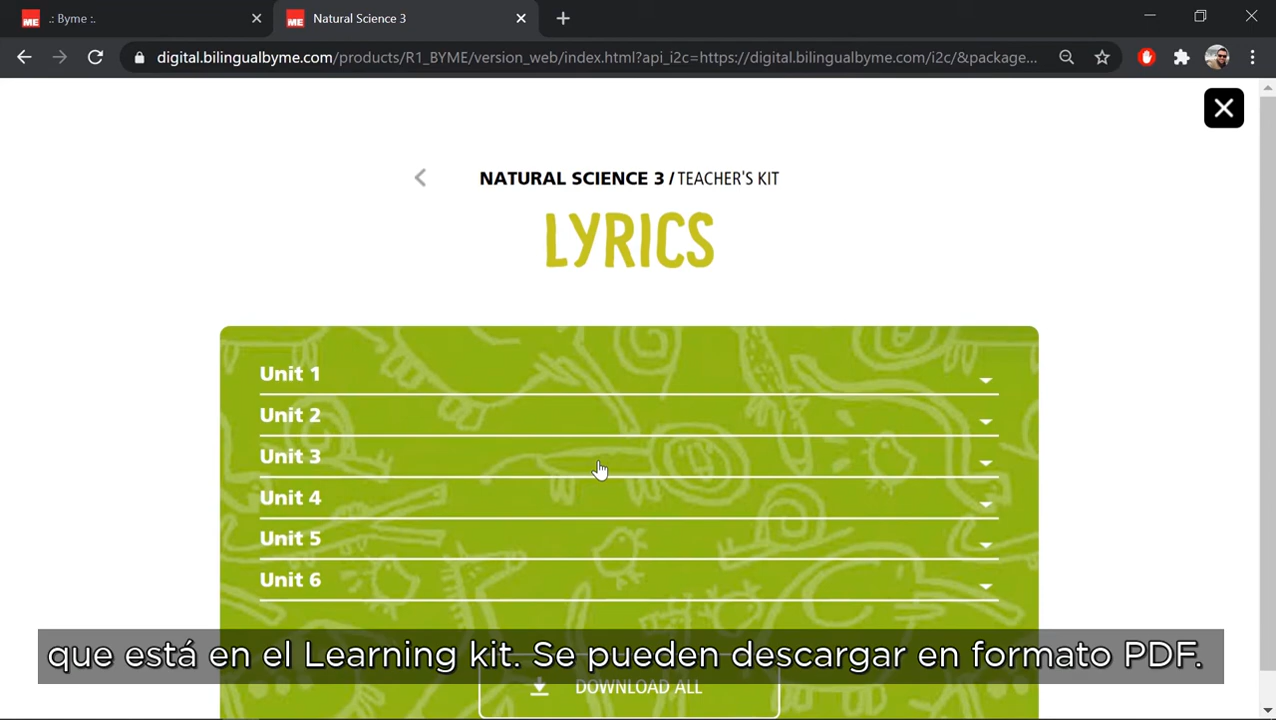 ME .: Byme :.
ME Natural Science 3
digital.bilingualbyme.com/products/R1_BYME/version_web/index.html?api_i2c=https://digital.bilingualbyme.com/i2c/&package...
NATURAL SCIENCE 3 / TEACHER'S KIT
LYRICS
Unit 1
Unit 2
Unit 3
Unit 4
Unit 5
Unit 6
que está en el Learning kit. Se pueden descargar en formato PDF.
DOWNLOAD ALL